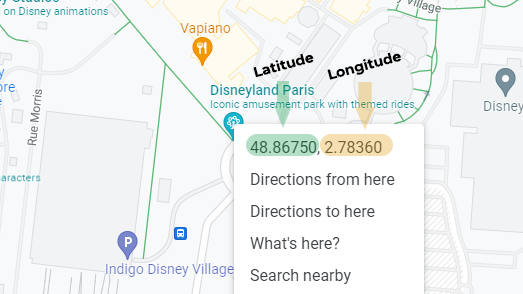 y Studios
on Disney animations
Village
Vapiano
Latitude
Longitude
Disneyland Paris
Iconic amusement park with themed rides
Disney
ore
Rue Morris
48.86750, 2.78360
Directions from here
haracters
Directions to here
What's here?
P
Indigo Disney Village
Search nearby